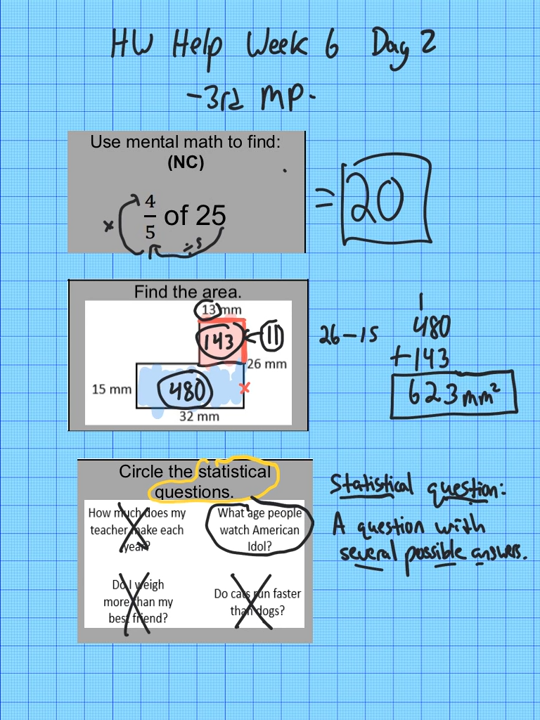 HW Help Week 6 Day 2
-3rd MP.
Use mental math to find:
(NC)
4/5 of 25
x
÷5
= 20
Find the area.
13 mm
143
11
26 mm
15 mm
480
x
32 mm
26-15
1
480
+143
623mm²
Circle the statistical
questions.
How much does my
teacher make each
year?
What age people
watch American
Idol?
Do I weigh
more than my
best friend?
Do cats run faster
than dogs?
Statistical question:
A question with
several possible answers.